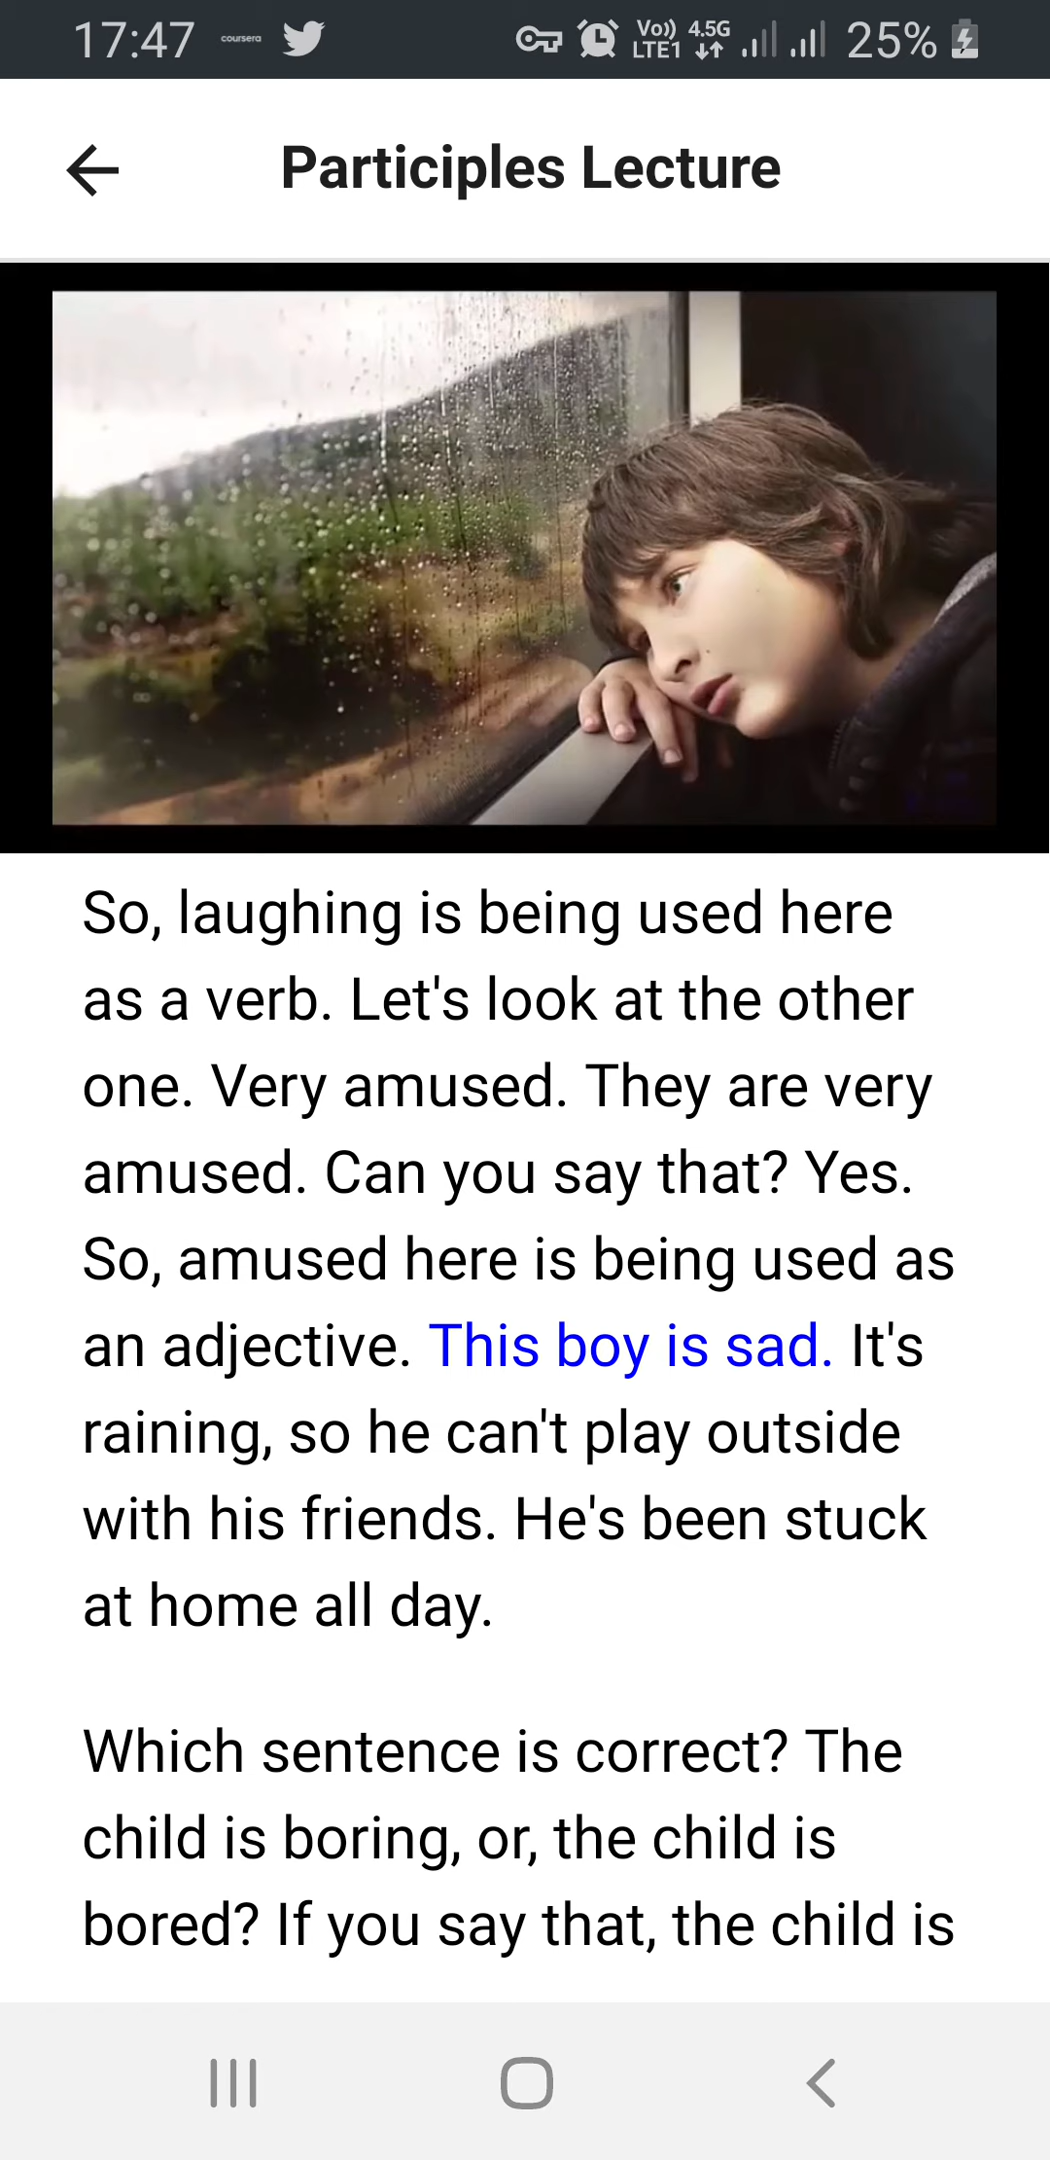 17:47 coursera Vo)) LTE1 4.5G 25%
Participles Lecture
So, laughing is being used here
as a verb. Let's look at the other
one. Very amused. They are very
amused. Can you say that? Yes.
So, amused here is being used as
an adjective. This boy is sad. It's
raining, so he can't play outside
with his friends. He's been stuck
at home all day.
Which sentence is correct? The
child is boring, or, the child is
bored? If you say that, the child is